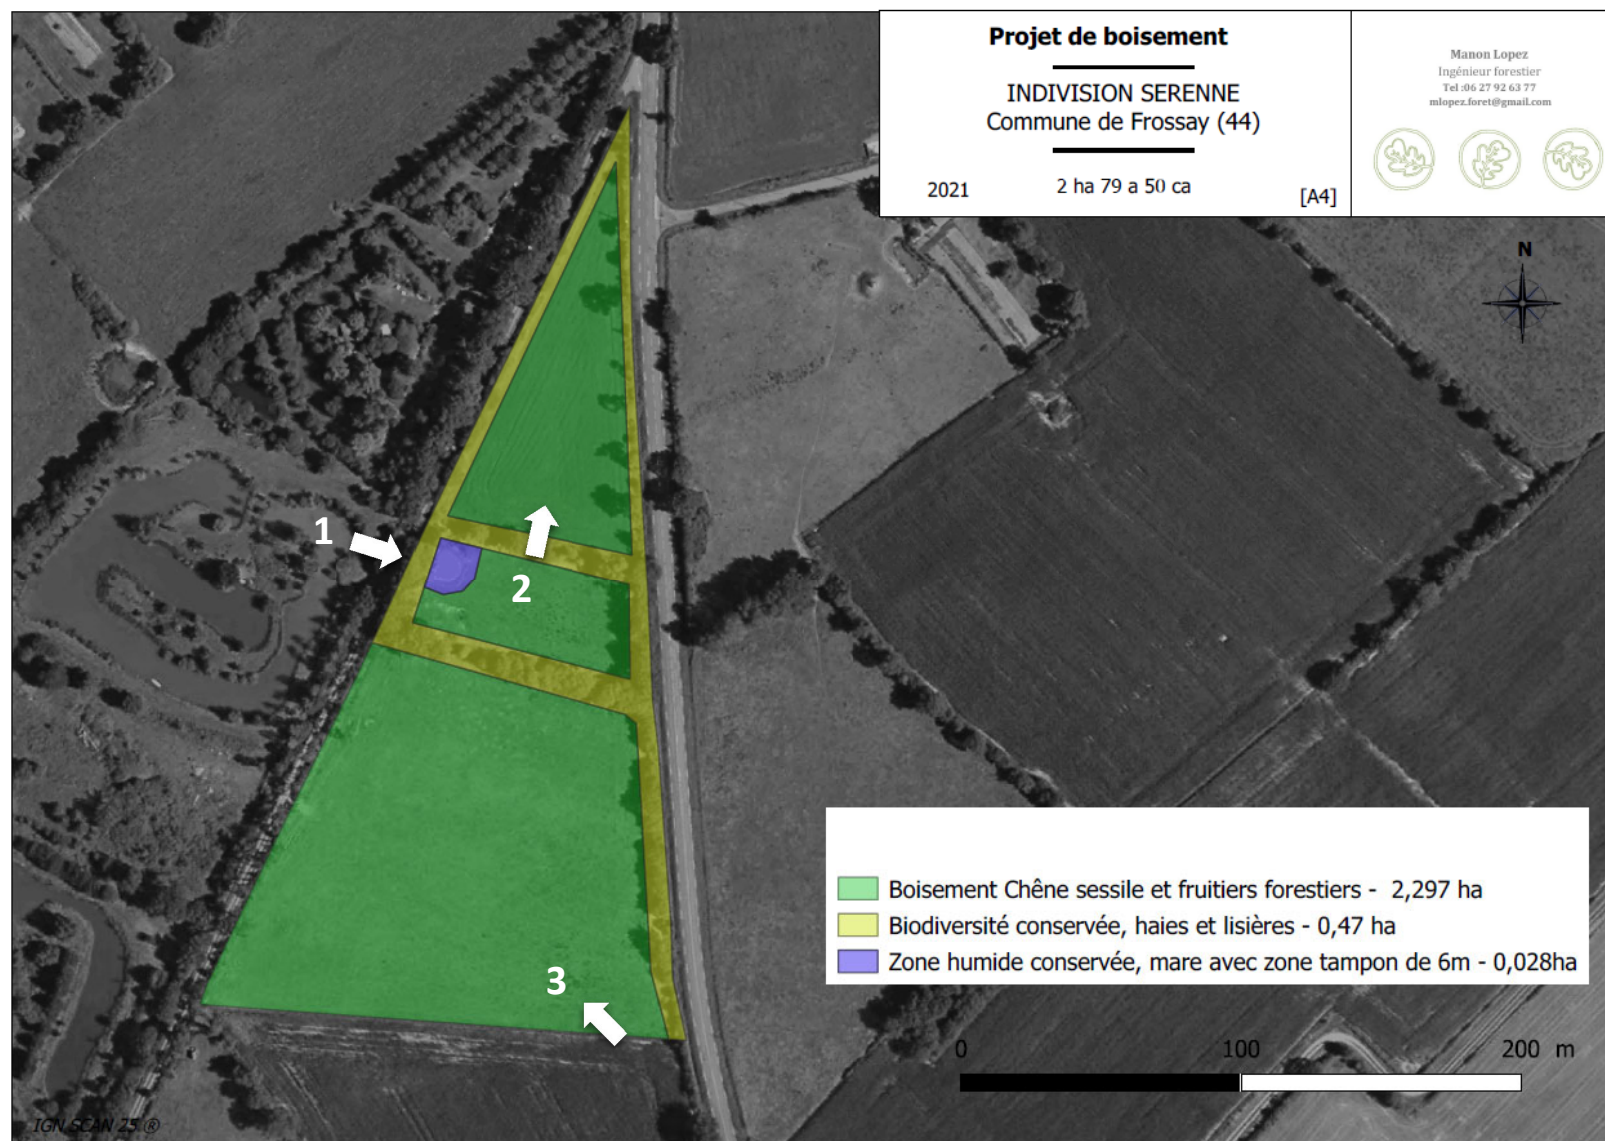 Projet de boisement
INDIVISION SERENNE
Commune de Frossay (44)
2021
2 ha 79 a 50 ca
[A4]
Manon Lopez
Ingénieur forestier
Tel :06 27 92 63 77
mlopez.foret@gmail.com
N
1
2
3
Boisement Chêne sessile et fruitiers forestiers - 2,297 ha
Biodiversité conservée, haies et lisières - 0,47 ha
Zone humide conservée, mare avec zone tampon de 6m - 0,028ha
0 100 200 m
IGN SCAN 25 ®